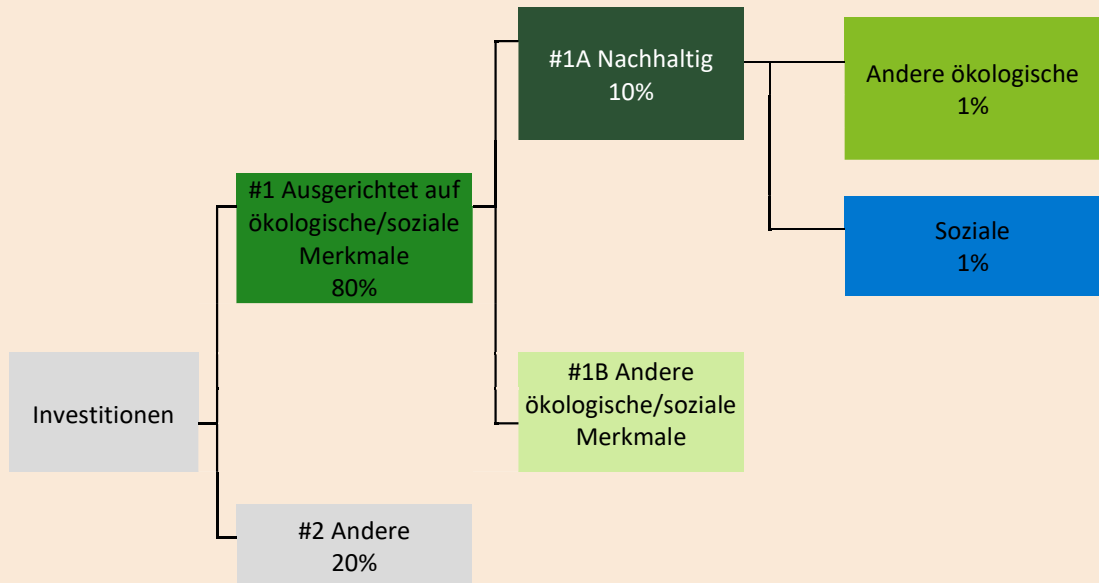 #1A Nachhaltig
10%
Andere ökologische
1%
#1 Ausgerichtet auf
ökologische/soziale
Merkmale
80%
Soziale
1%
Investitionen
#1B Andere
ökologische/soziale
Merkmale
#2 Andere
20%